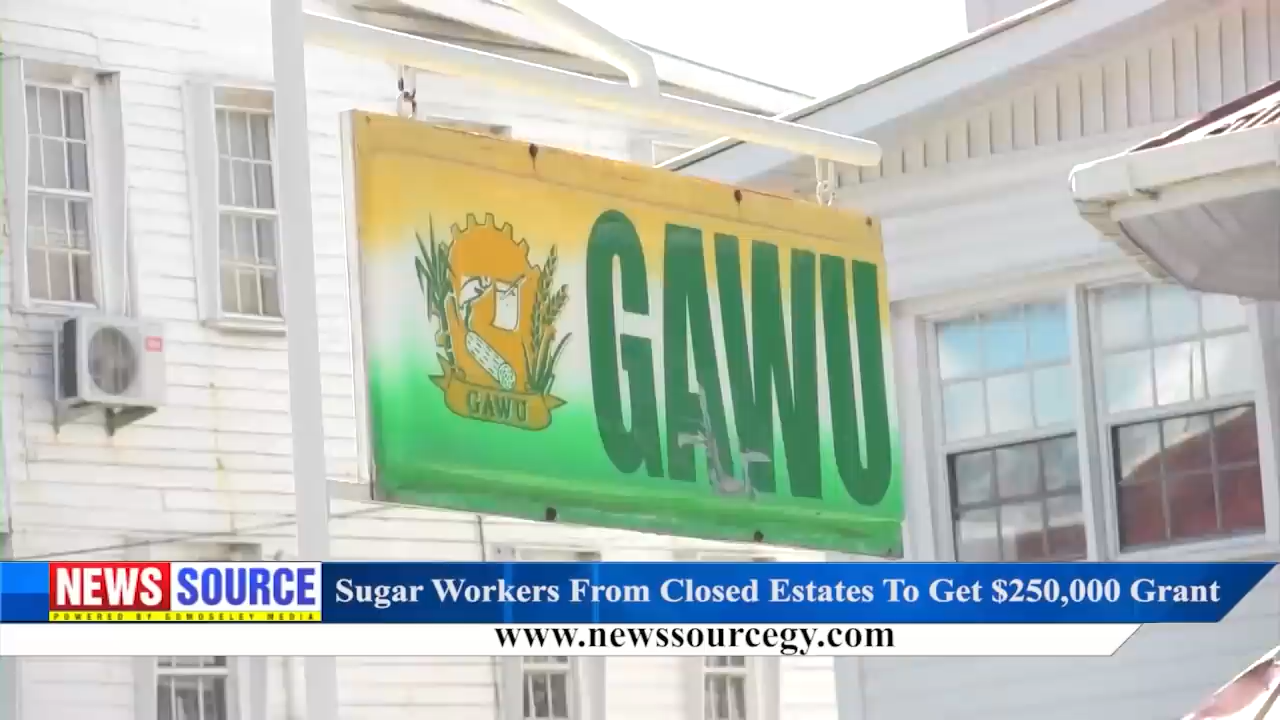 GAWU
GAWU
NEWS SOURCE
POWERED BY GDMOSELEY MEDIA
Sugar Workers From Closed Estates To Get $250,000 Grant
www.newssourcegy.com